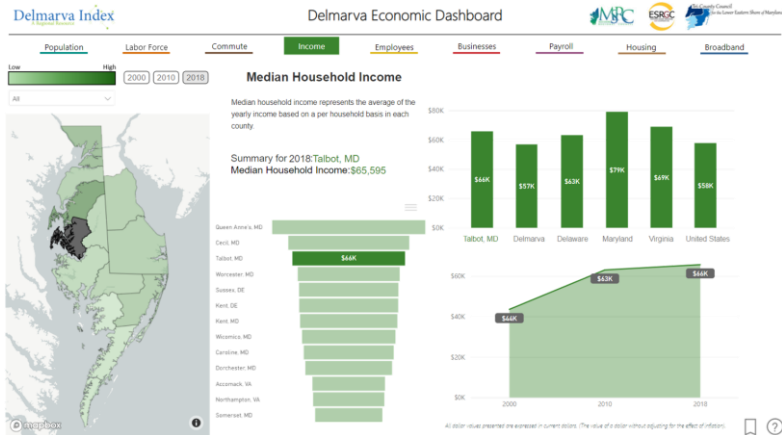 Delmarva Index
A Regional Resource
Delmarva Economic Dashboard
ESRGC
Population
Labor Force
Commute
Income
Employees
Businesses
Payroll
Housing
Broadband
Low
High
2000
2010
2018
All
Median Household Income
Median household income represents the average of the
yearly income based on a per household basis in each
county.
Summary for 2018:Talbot, MD
Median Household Income:$65,595
Queen Anne's, MD
Cecil, MD
Talbot, MD
$66K
Worcester, MD
Sussex, DE
Kent, DE
Kent, MD
Wicomico, MD
Caroline, MD
Dorchester, MD
Accomack, VA
Northampton, VA
Somerset, MD
$80K
$60K
$40K
$20K
$0K
$66K
$57K
$63K
$79K
$69K
$58K
Talbot, MD
Delmarva
Delaware
Maryland
Virginia
United States
$60K
$40K
$20K
$0K
$44K
$63K
$66K
2000
2010
2018
All dollar values presented are expressed in current dollars. (The value of a dollar without adjusting for the effect of inflation).
mapbox